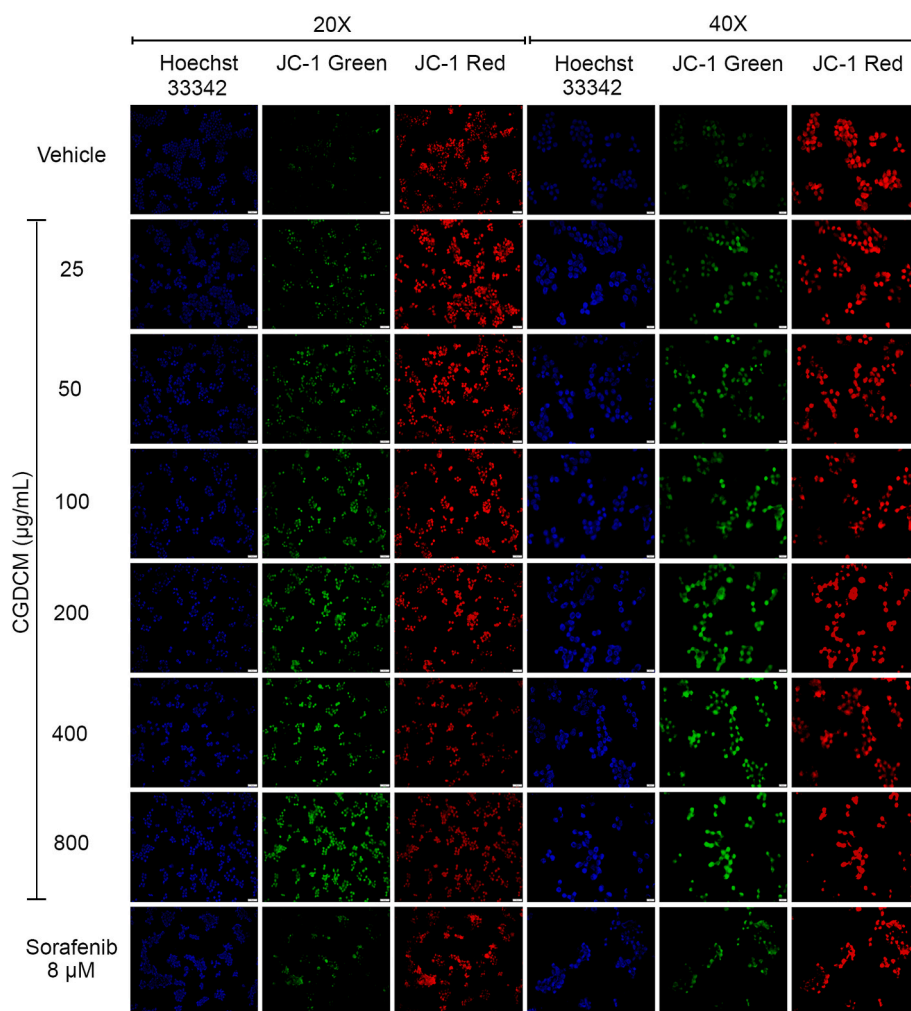 20X 40X
Hoechst 33342 JC-1 Green JC-1 Red Hoechst 33342 JC-1 Green JC-1 Red
Vehicle
CGDCM (µg/mL)
25
50
100
200
400
800
Sorafenib
8 µM